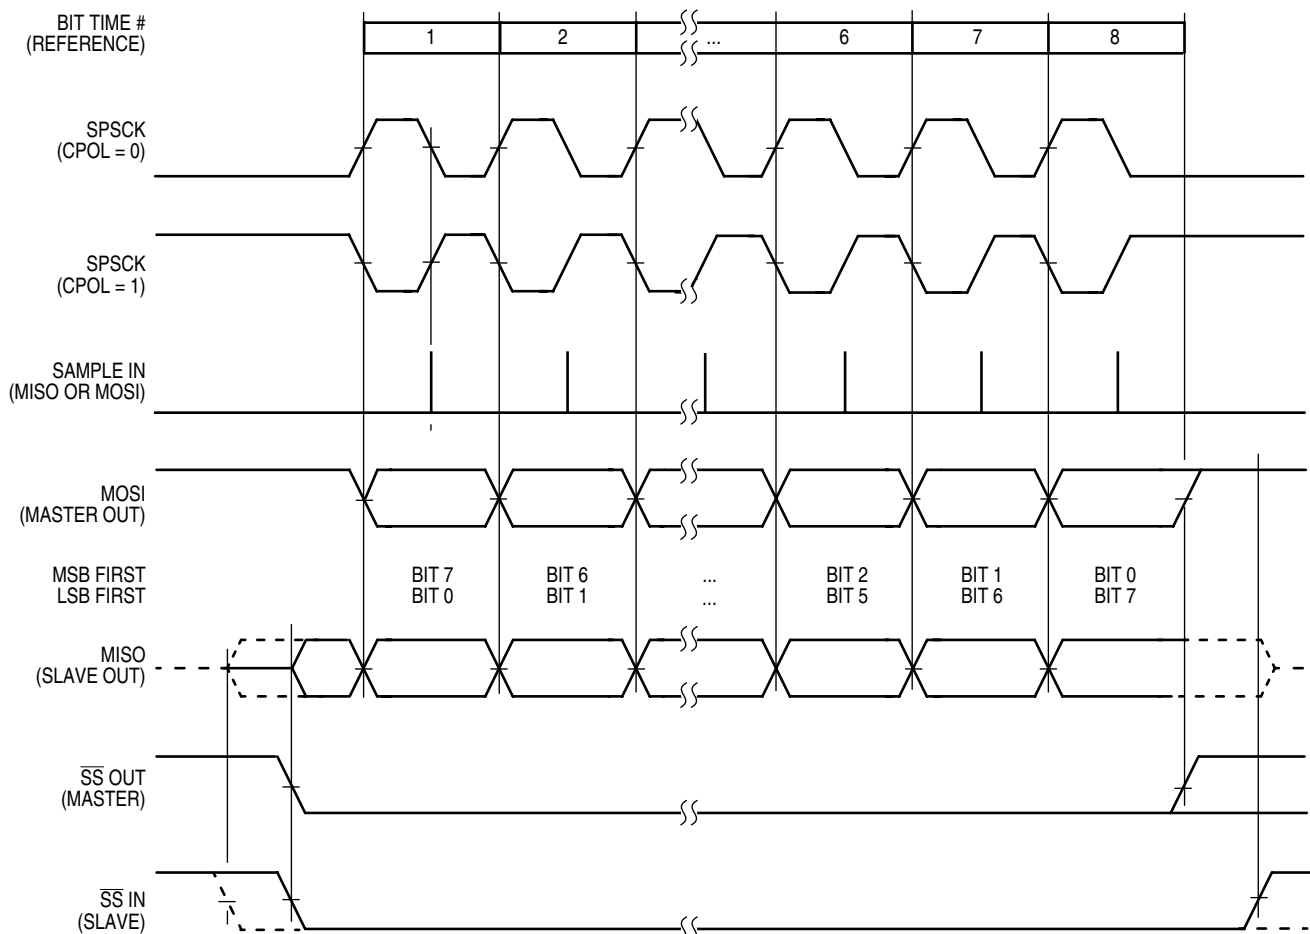 BIT TIME #
(REFERENCE)
1 2 ... 6 7 8
SPSCK
(CPOL = 0)
SPSCK
(CPOL = 1)
SAMPLE IN
(MISO OR MOSI)
MOSI
(MASTER OUT)
MSB FIRST BIT 7 BIT 6 ... BIT 2 BIT 1 BIT 0
LSB FIRST BIT 0 BIT 1 ... BIT 5 BIT 6 BIT 7
MISO
(SLAVE OUT)
S̅S̅ OUT
(MASTER)
S̅S̅ IN
(SLAVE)